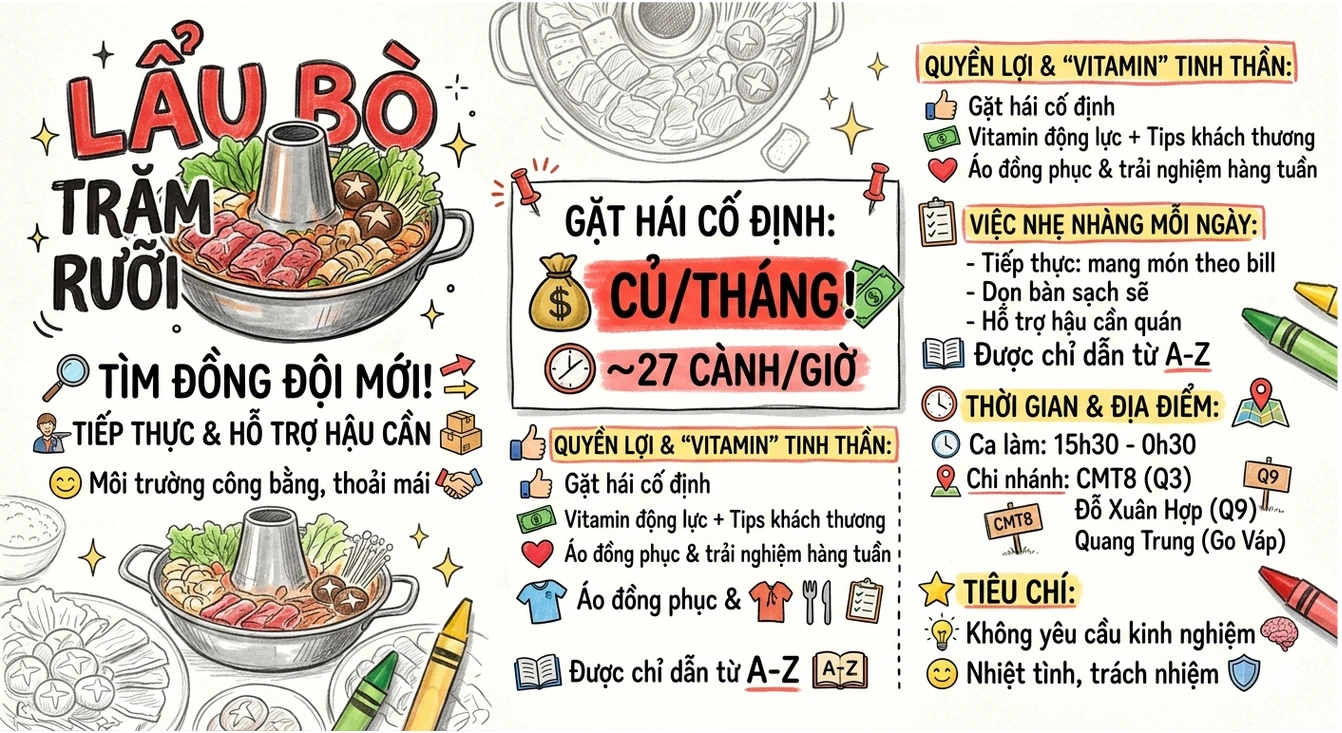 LẨU BÒ
TRĂM
RƯỠI
TÌM ĐỒNG ĐỘI MỚI!
TIẾP THỰC & HỖ TRỢ HẬU CẦN
Môi trường công bằng, thoải mái
GẶT HÁI CỐ ĐỊNH:
$
CỦ/THÁNG!
~27 CÀNH/GIỜ
QUYỀN LỢI & “VITAMIN” TINH THẦN:
Gặt hái cố định
Vitamin động lực + Tips khách thương
Áo đồng phục & trải nghiệm hàng tuần
Áo đồng phục &
Được chỉ dẫn từ A-Z
A-Z
QUYỀN LỢI & “VITAMIN” TINH THẦN:
Gặt hái cố định
Vitamin động lực + Tips khách thương
Áo đồng phục & trải nghiệm hàng tuần
VIỆC NHẸ NHÀNG MỖI NGÀY:
- Tiếp thực: mang món theo bill
- Dọn bàn sạch sẽ
- Hỗ trợ hậu cần quán
Được chỉ dẫn từ A-Z
THỜI GIAN & ĐỊA ĐIỂM:
Ca làm: 15h30 - 0h30
Chi nhánh: CMT8 (Q3)
Đỗ Xuân Hợp (Q9)
Quang Trung (Go Váp)
Q9
CMT8
TIÊU CHÍ:
Không yêu cầu kinh nghiệm
Nhiệt tình, trách nhiệm